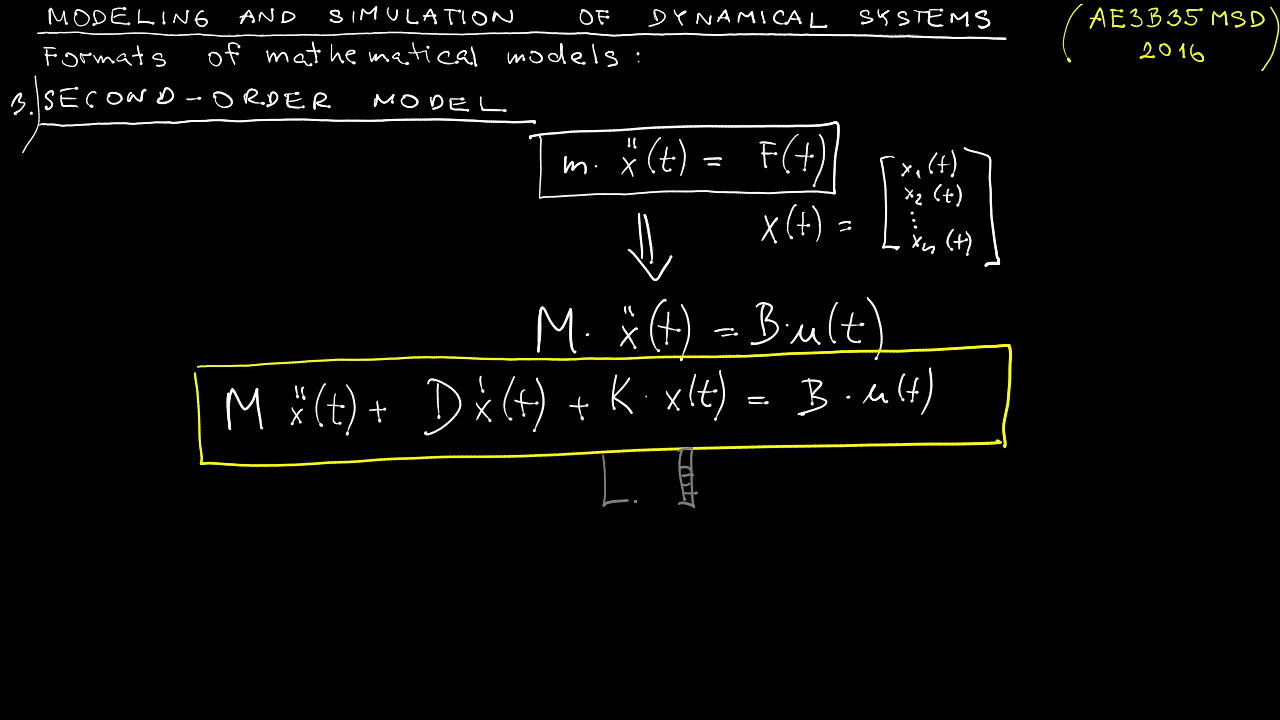 MODELING AND SIMULATION OF DYNAMICAL SYSTEMS
(AE3B35MSD)
2016
Formats of mathematical models:
3. SECOND-ORDER MODEL
m. ẍ(t) = F(t)
x(t) = [x₁(t)
x₂(t)
⋮
xₙ(t)]
⇓
M. ẍ(t) = B·u(t)
M ẍ(t) + D ẋ(t) + K · x(t) = B · u(t)